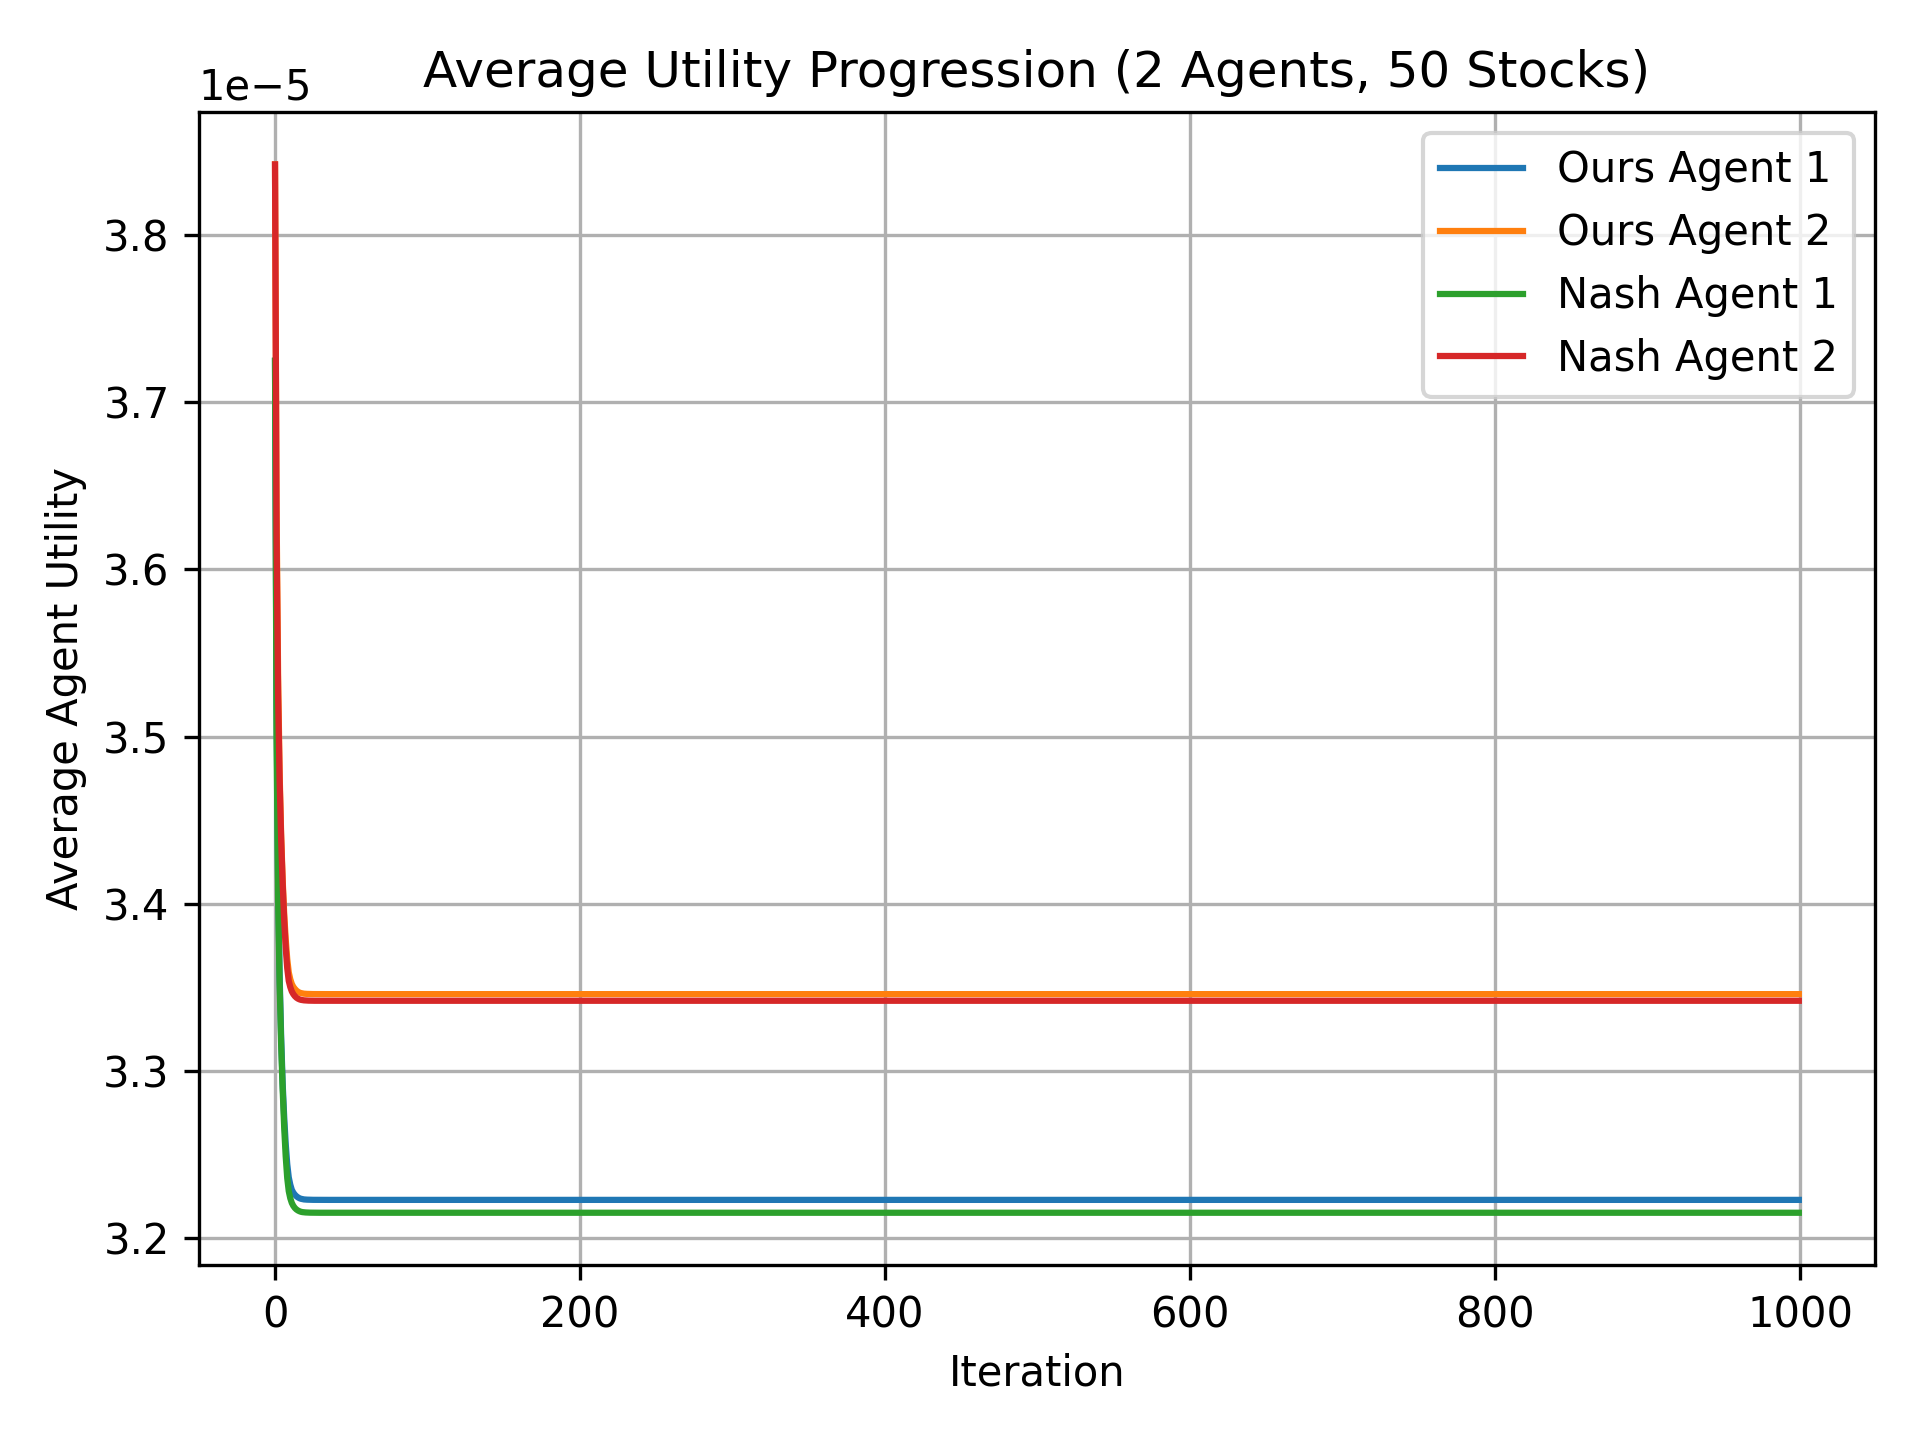 Average Utility Progression (2 Agents, 50 Stocks)
1e−5
Ours Agent 1
Ours Agent 2
Nash Agent 1
Nash Agent 2
3.8
3.7
3.6
3.5
3.4
3.3
3.2
Average Agent Utility
0 200 400 600 800 1000
Iteration